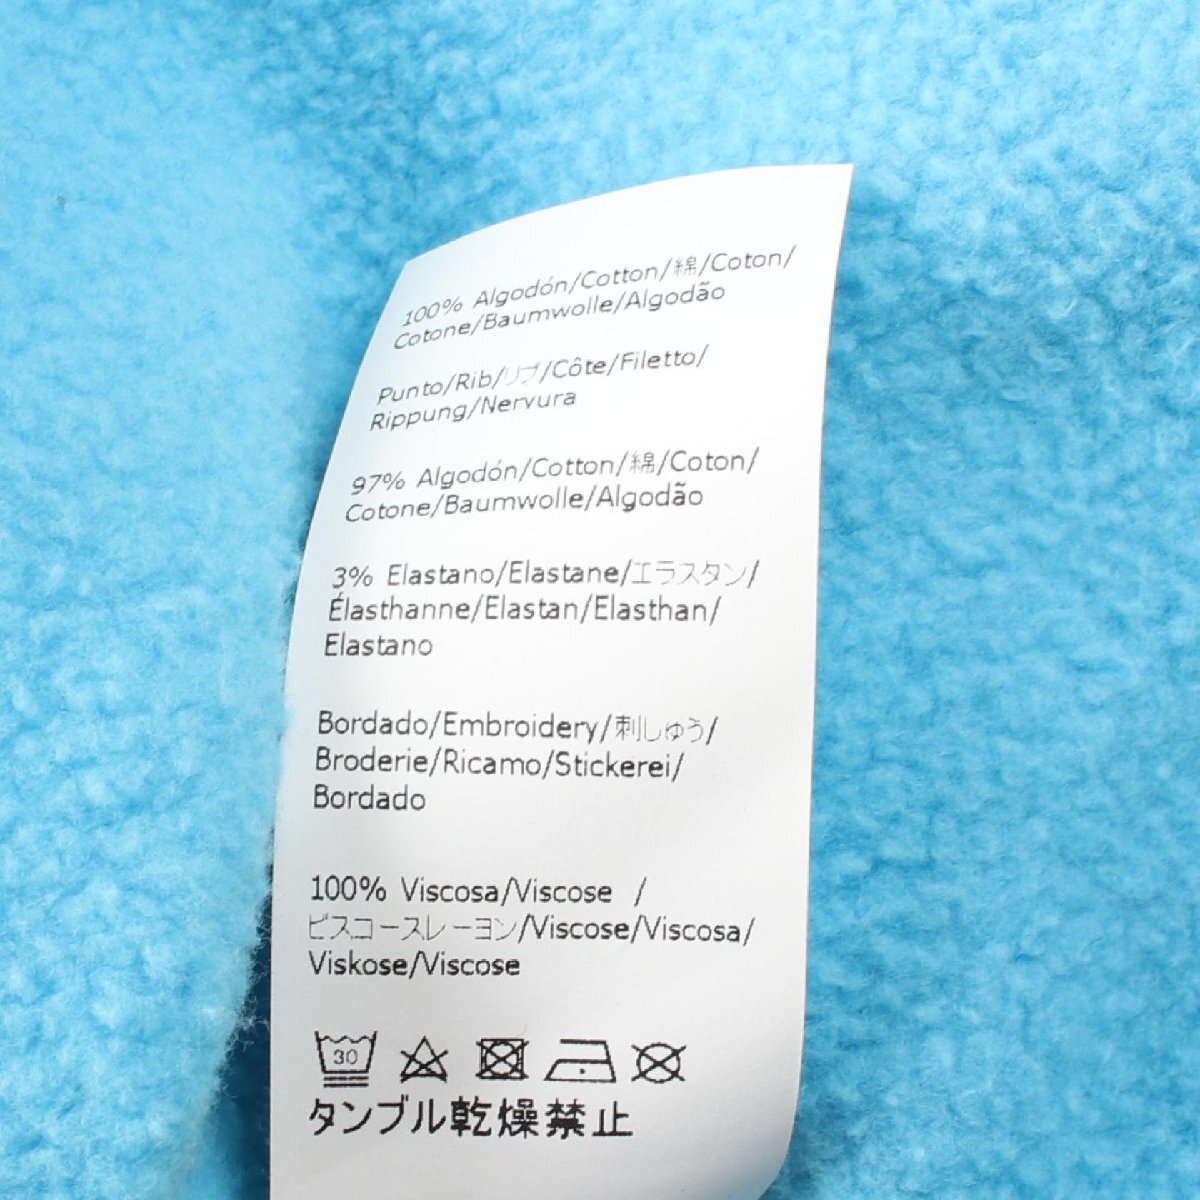 100% Algodón/Cotton/綿/Coton/
Cotone/Baumwolle/Algodão
Punto/Rib/リブ/Côte/Filetto/
Rippung/Nervura
97% Algodón/Cotton/綿/Coton/
Cotone/Baumwolle/Algodão
3% Elastano/Elastane/エラスタン/
Élasthanne/Elastan/Elasthan/
Elastano
Bordado/Embroidery/刺しゅう/
Broderie/Ricamo/Stickerei/
Bordado
100% Viscosa/Viscose /
ビスコースレーヨン/Viscose/Viscosa/
Viskose/Viscose
30
タンブル乾燥禁止